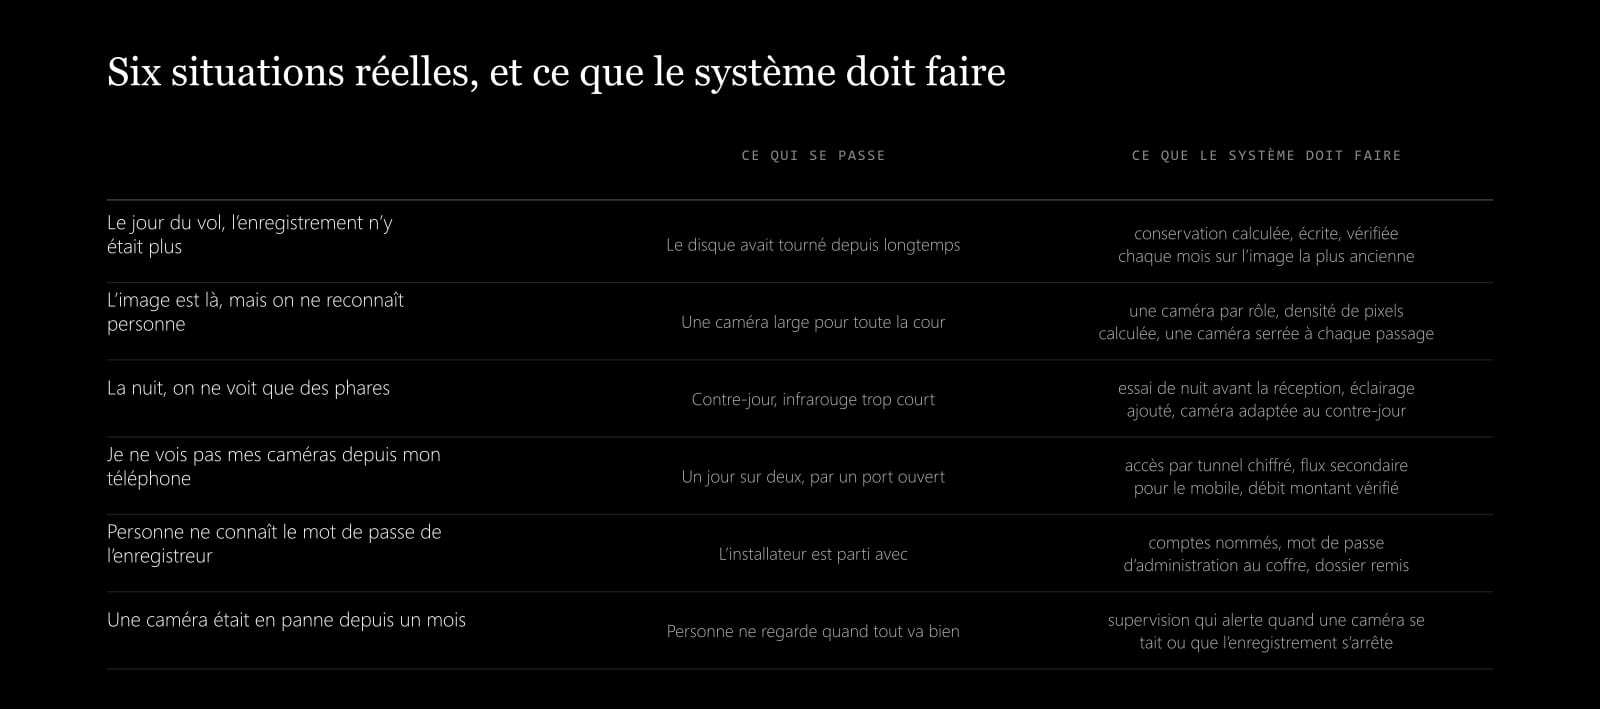 Six situations réelles, et ce que le système doit faire
CE QUI SE PASSE
CE QUE LE SYSTÈME DOIT FAIRE
Le jour du vol, l’enregistrement n’y
était plus
Le disque avait tourné depuis longtemps
conservation calculée, écrite, vérifiée
chaque mois sur l’image la plus ancienne
L’image est là, mais on ne reconnaît
personne
Une caméra large pour toute la cour
une caméra par rôle, densité de pixels
calculée, une caméra serrée à chaque passage
La nuit, on ne voit que des phares
Contre-jour, infrarouge trop court
essai de nuit avant la réception, éclairage
ajouté, caméra adaptée au contre-jour
Je ne vois pas mes caméras depuis mon
téléphone
Un jour sur deux, par un port ouvert
accès par tunnel chiffré, flux secondaire
pour le mobile, débit montant vérifié
Personne ne connaît le mot de passe de
l’enregistreur
L’installateur est parti avec
comptes nommés, mot de passe
d’administration au coffre, dossier remis
Une caméra était en panne depuis un mois
Personne ne regarde quand tout va bien
supervision qui alerte quand une caméra se
tait ou que l’enregistrement s’arrête